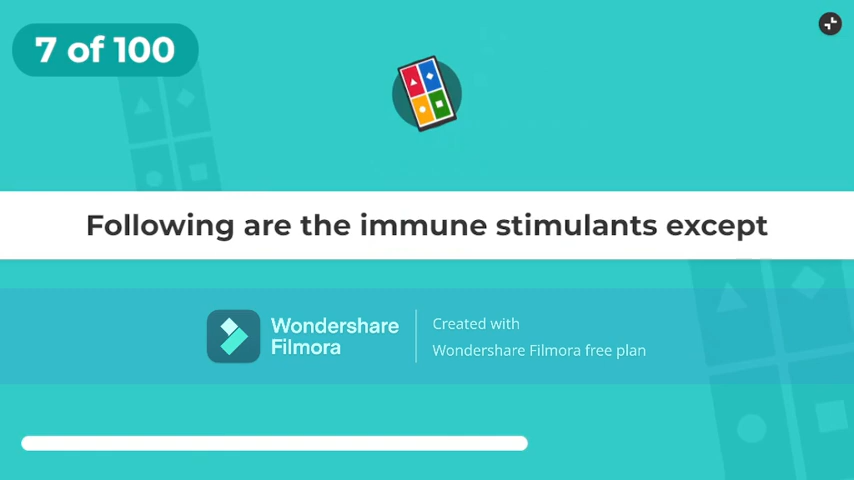 7 of 100
Following are the immune stimulants except
Wondershare
Filmora
Created with
Wondershare Filmora free plan